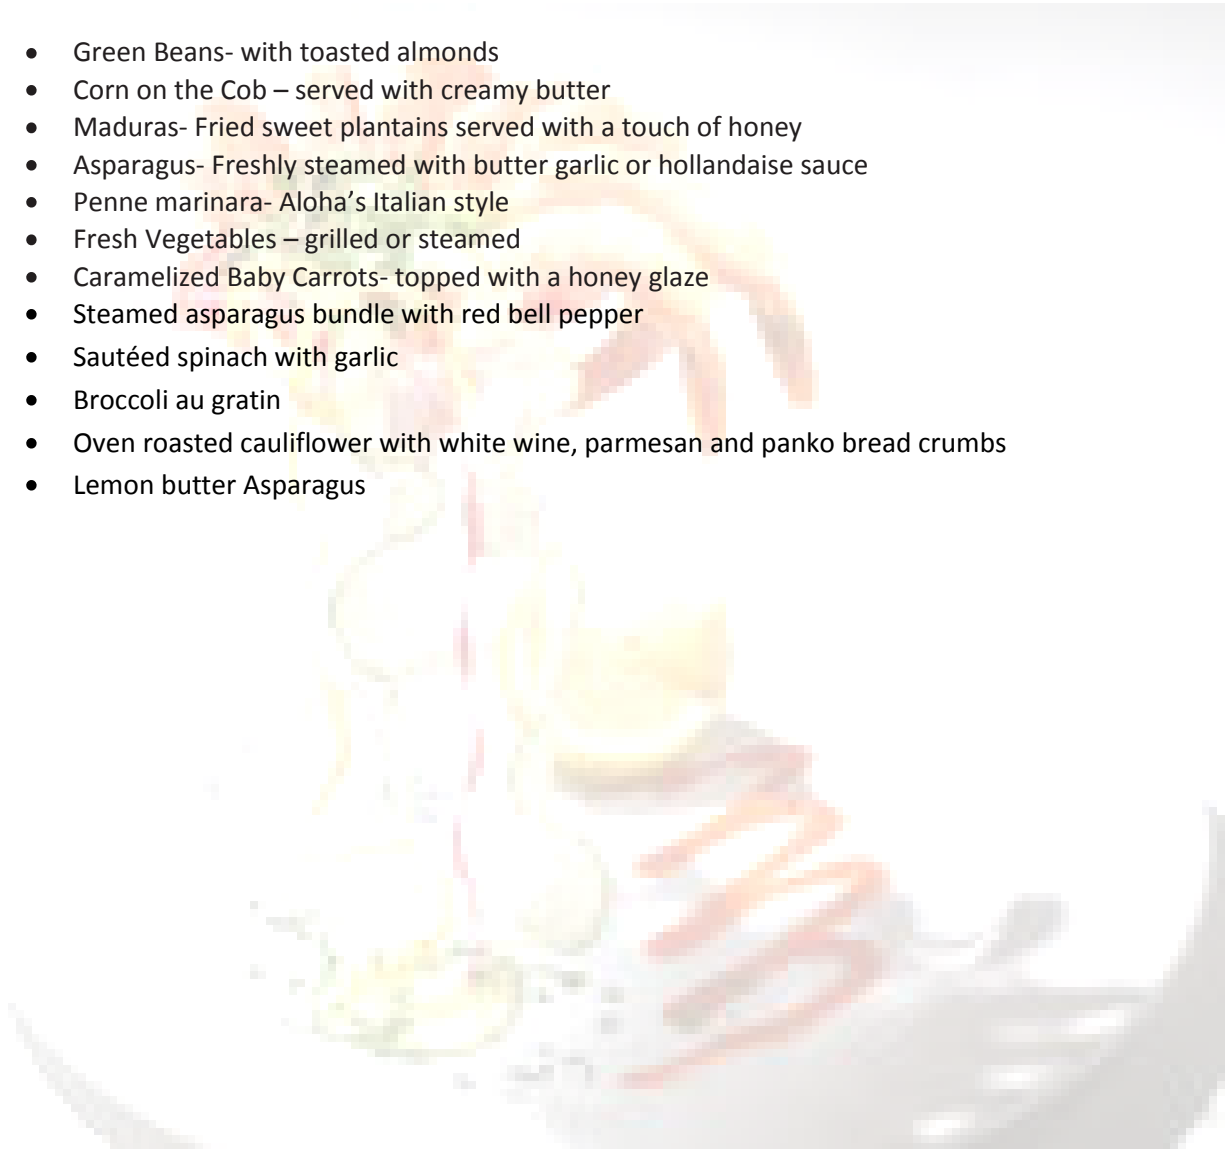 • Green Beans- with toasted almonds
• Corn on the Cob – served with creamy butter
• Maduras- Fried sweet plantains served with a touch of honey
• Asparagus- Freshly steamed with butter garlic or hollandaise sauce
• Penne marinara- Aloha’s Italian style
• Fresh Vegetables – grilled or steamed
• Caramelized Baby Carrots- topped with a honey glaze
• Steamed asparagus bundle with red bell pepper
• Sautéed spinach with garlic
• Broccoli au gratin
• Oven roasted cauliflower with white wine, parmesan and panko bread crumbs
• Lemon butter Asparagus